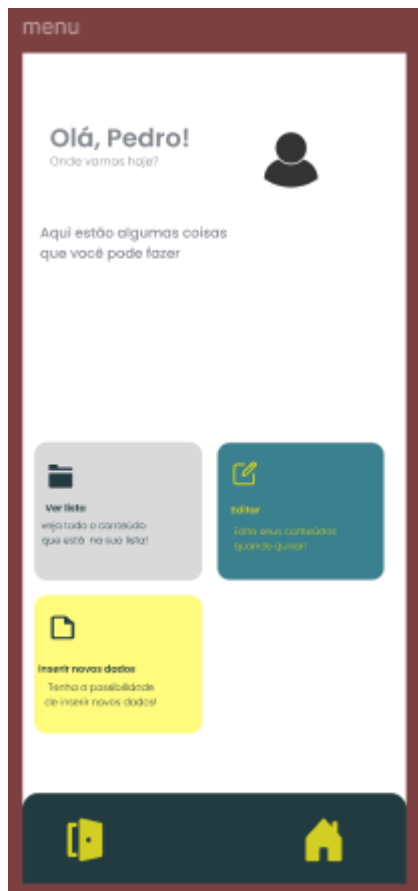 menu
Olá, Pedro!
Onde vamos hoje?
Aqui estão algumas coisas
que você pode fazer
Ver lista
veja todo o conteúdo
que está na sua lista!
Editar
Edite seus conteúdos
quando quiser!
Inserir novos dados
Tenha a possibilidade
de inserir novos dados!